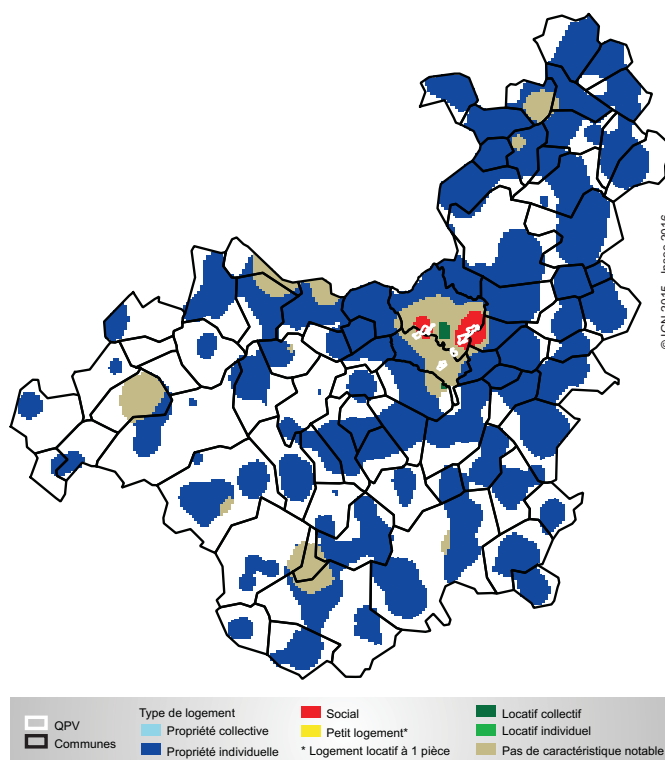 © IGN 2015 - Insee 2016
QPV
Communes
Type de logement
Propriété collective
Propriété individuelle
Social
Petit logement*
* Logement locatif à 1 pièce
Locatif collectif
Locatif individuel
Pas de caractéristique notable